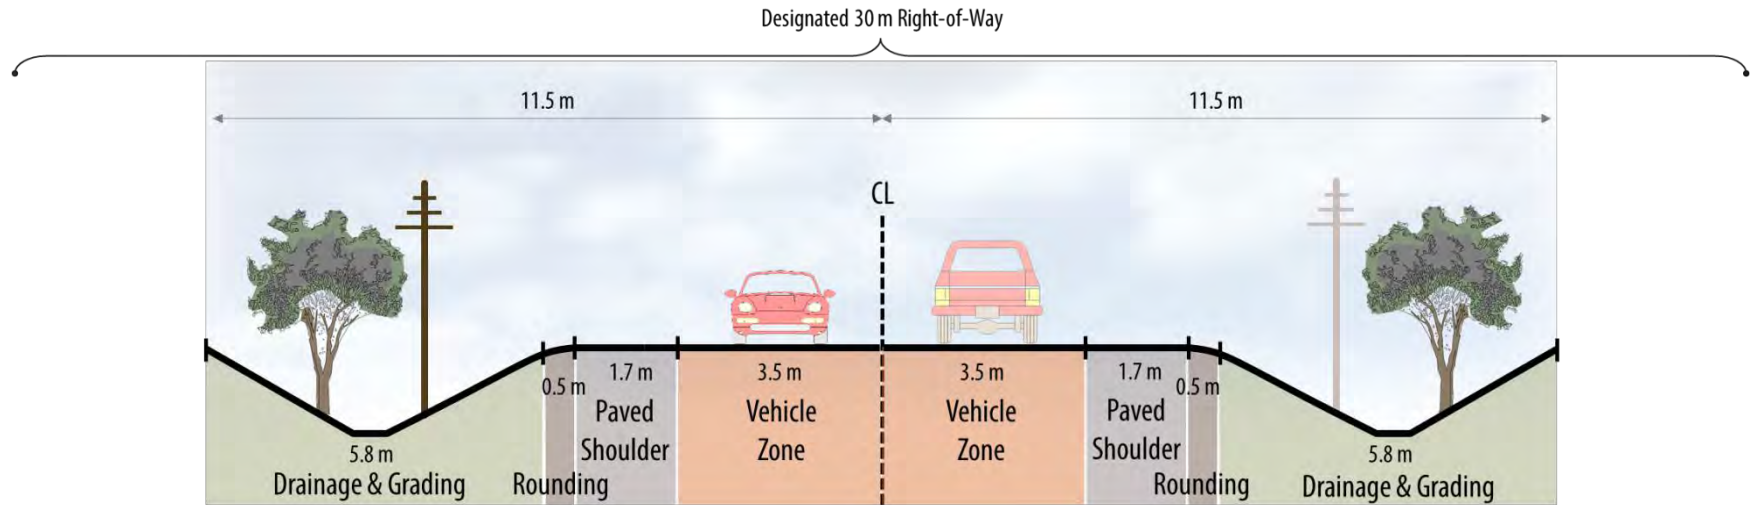 Designated 30 m Right-of-Way
11.5 m
11.5 m
CL
0.5 m
1.7 m
3.5 m
3.5 m
1.7 m
0.5 m
Paved
Shoulder
Vehicle
Zone
Vehicle
Zone
Paved
Shoulder
5.8 m
Drainage & Grading
Rounding
Rounding
5.8 m
Drainage & Grading